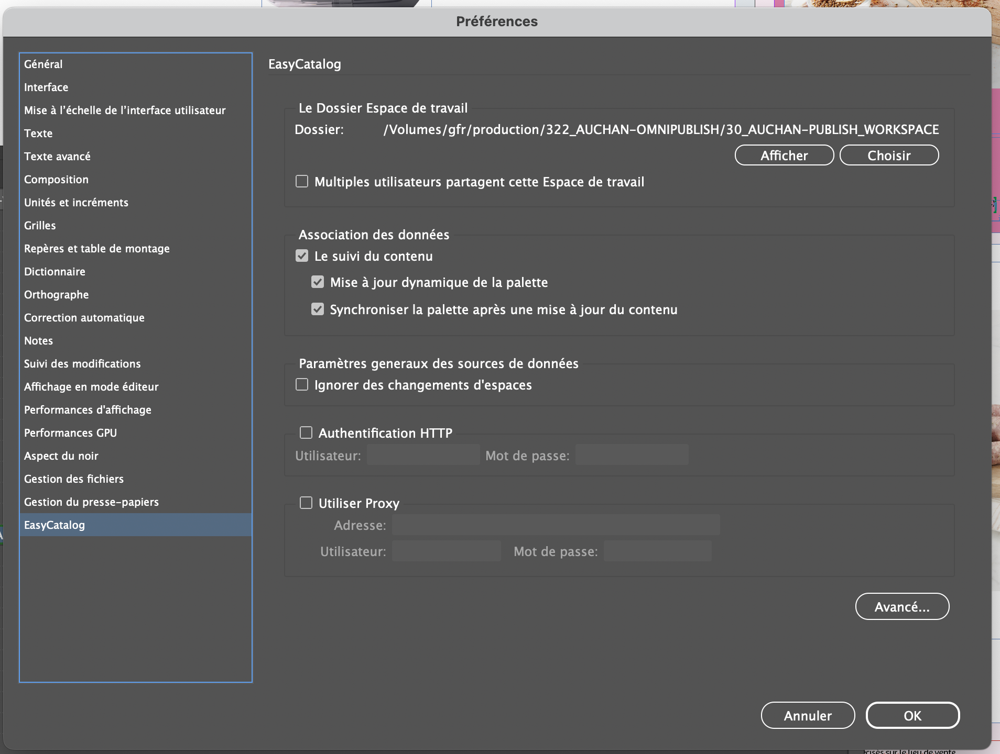 Préférences
Général
Interface
Mise à l’échelle de l’interface utilisateur
Texte
Texte avancé
Composition
Unités et incréments
Grilles
Repères et table de montage
Dictionnaire
Orthographe
Correction automatique
Notes
Suivi des modifications
Affichage en mode éditeur
Performances d'affichage
Performances GPU
Aspect du noir
Gestion des fichiers
Gestion du presse-papiers
EasyCatalog
EasyCatalog
Le Dossier Espace de travail
Dossier: /Volumes/gfr/production/322_AUCHAN-OMNIPUBLISH/30_AUCHAN-PUBLISH_WORKSPACE
Afficher Choisir
Multiples utilisateurs partagent cette Espace de travail
Association des données
Le suivi du contenu
Mise à jour dynamique de la palette
Synchroniser la palette après une mise à jour du contenu
Paramètres generaux des sources de données
Ignorer des changements d'espaces
Authentification HTTP
Utilisateur: Mot de passe:
Utiliser Proxy
Adresse:
Utilisateur: Mot de passe:
Avancé...
Annuler OK
sur le lieu de vente